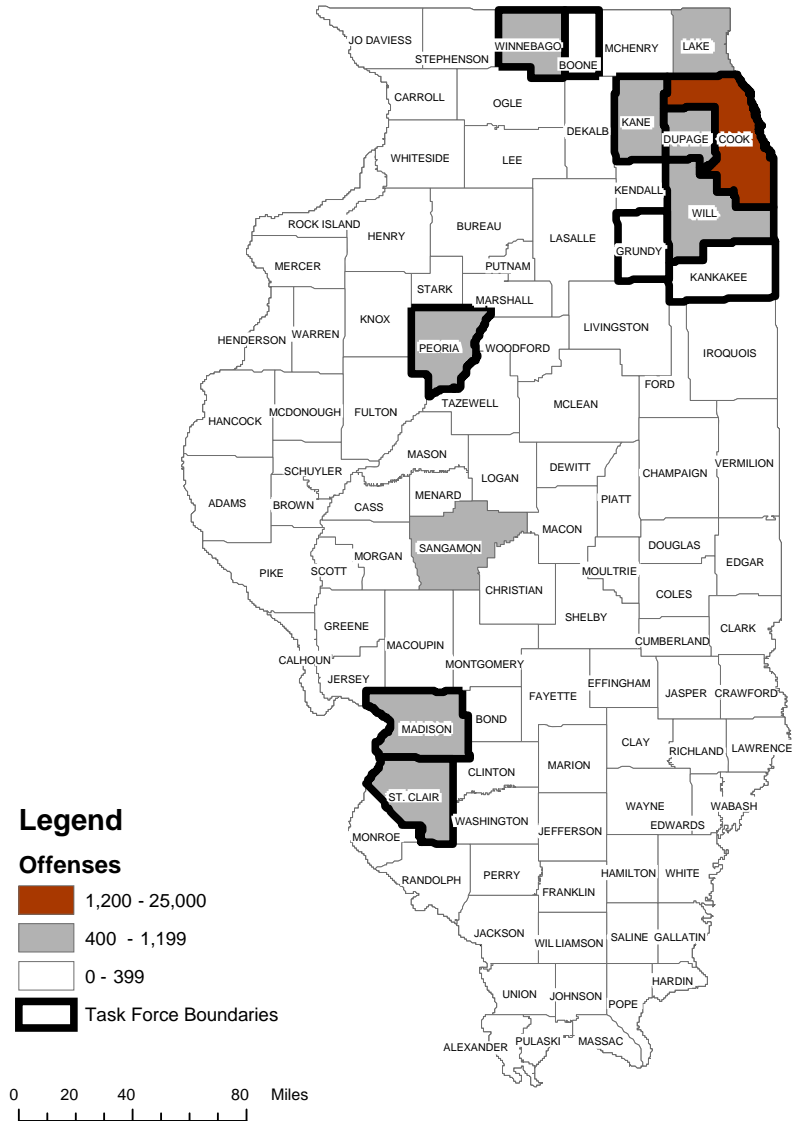 JO DAVIESS
STEPHENSON
WINNEBAGO
BOONE
MCHENRY
LAKE
CARROLL
OGLE
DEKALB
KANE
DUPAGE
COOK
WHITESIDE
LEE
KENDALL
WILL
ROCK ISLAND
HENRY
BUREAU
LASALLE
GRUNDY
MERCER
PUTNAM
KANKAKEE
STARK
MARSHALL
KNOX
PEORIA
WOODFORD
LIVINGSTON
HENDERSON
WARREN
IROQUOIS
FORD
HANCOCK
MCDONOUGH
FULTON
TAZEWELL
MCLEAN
MASON
SCHUYLER
LOGAN
DEWITT
CHAMPAIGN
VERMILION
ADAMS
BROWN
CASS
MENARD
PIATT
MACON
SANGAMON
MORGAN
DOUGLAS
EDGAR
PIKE
SCOTT
CHRISTIAN
MOULTRIE
COLES
SHELBY
GREENE
MACOUPIN
CUMBERLAND
CLARK
CALHOUN
JERSEY
MONTGOMERY
FAYETTE
EFFINGHAM
JASPER
CRAWFORD
MADISON
BOND
CLAY
RICHLAND
LAWRENCE
CLINTON
MARION
ST. CLAIR
WASHINGTON
WAYNE
WABASH
EDWARDS
JEFFERSON
MONROE
RANDOLPH
PERRY
HAMILTON
WHITE
FRANKLIN
JACKSON
WILLIAMSON
SALINE
GALLATIN
UNION
JOHNSON
POPE
HARDIN
ALEXANDER
PULASKI
MASSAC
Legend
Offenses
1,200 - 25,000
400 - 1,199
0 - 399
Task Force Boundaries
0 20 40 80 Miles